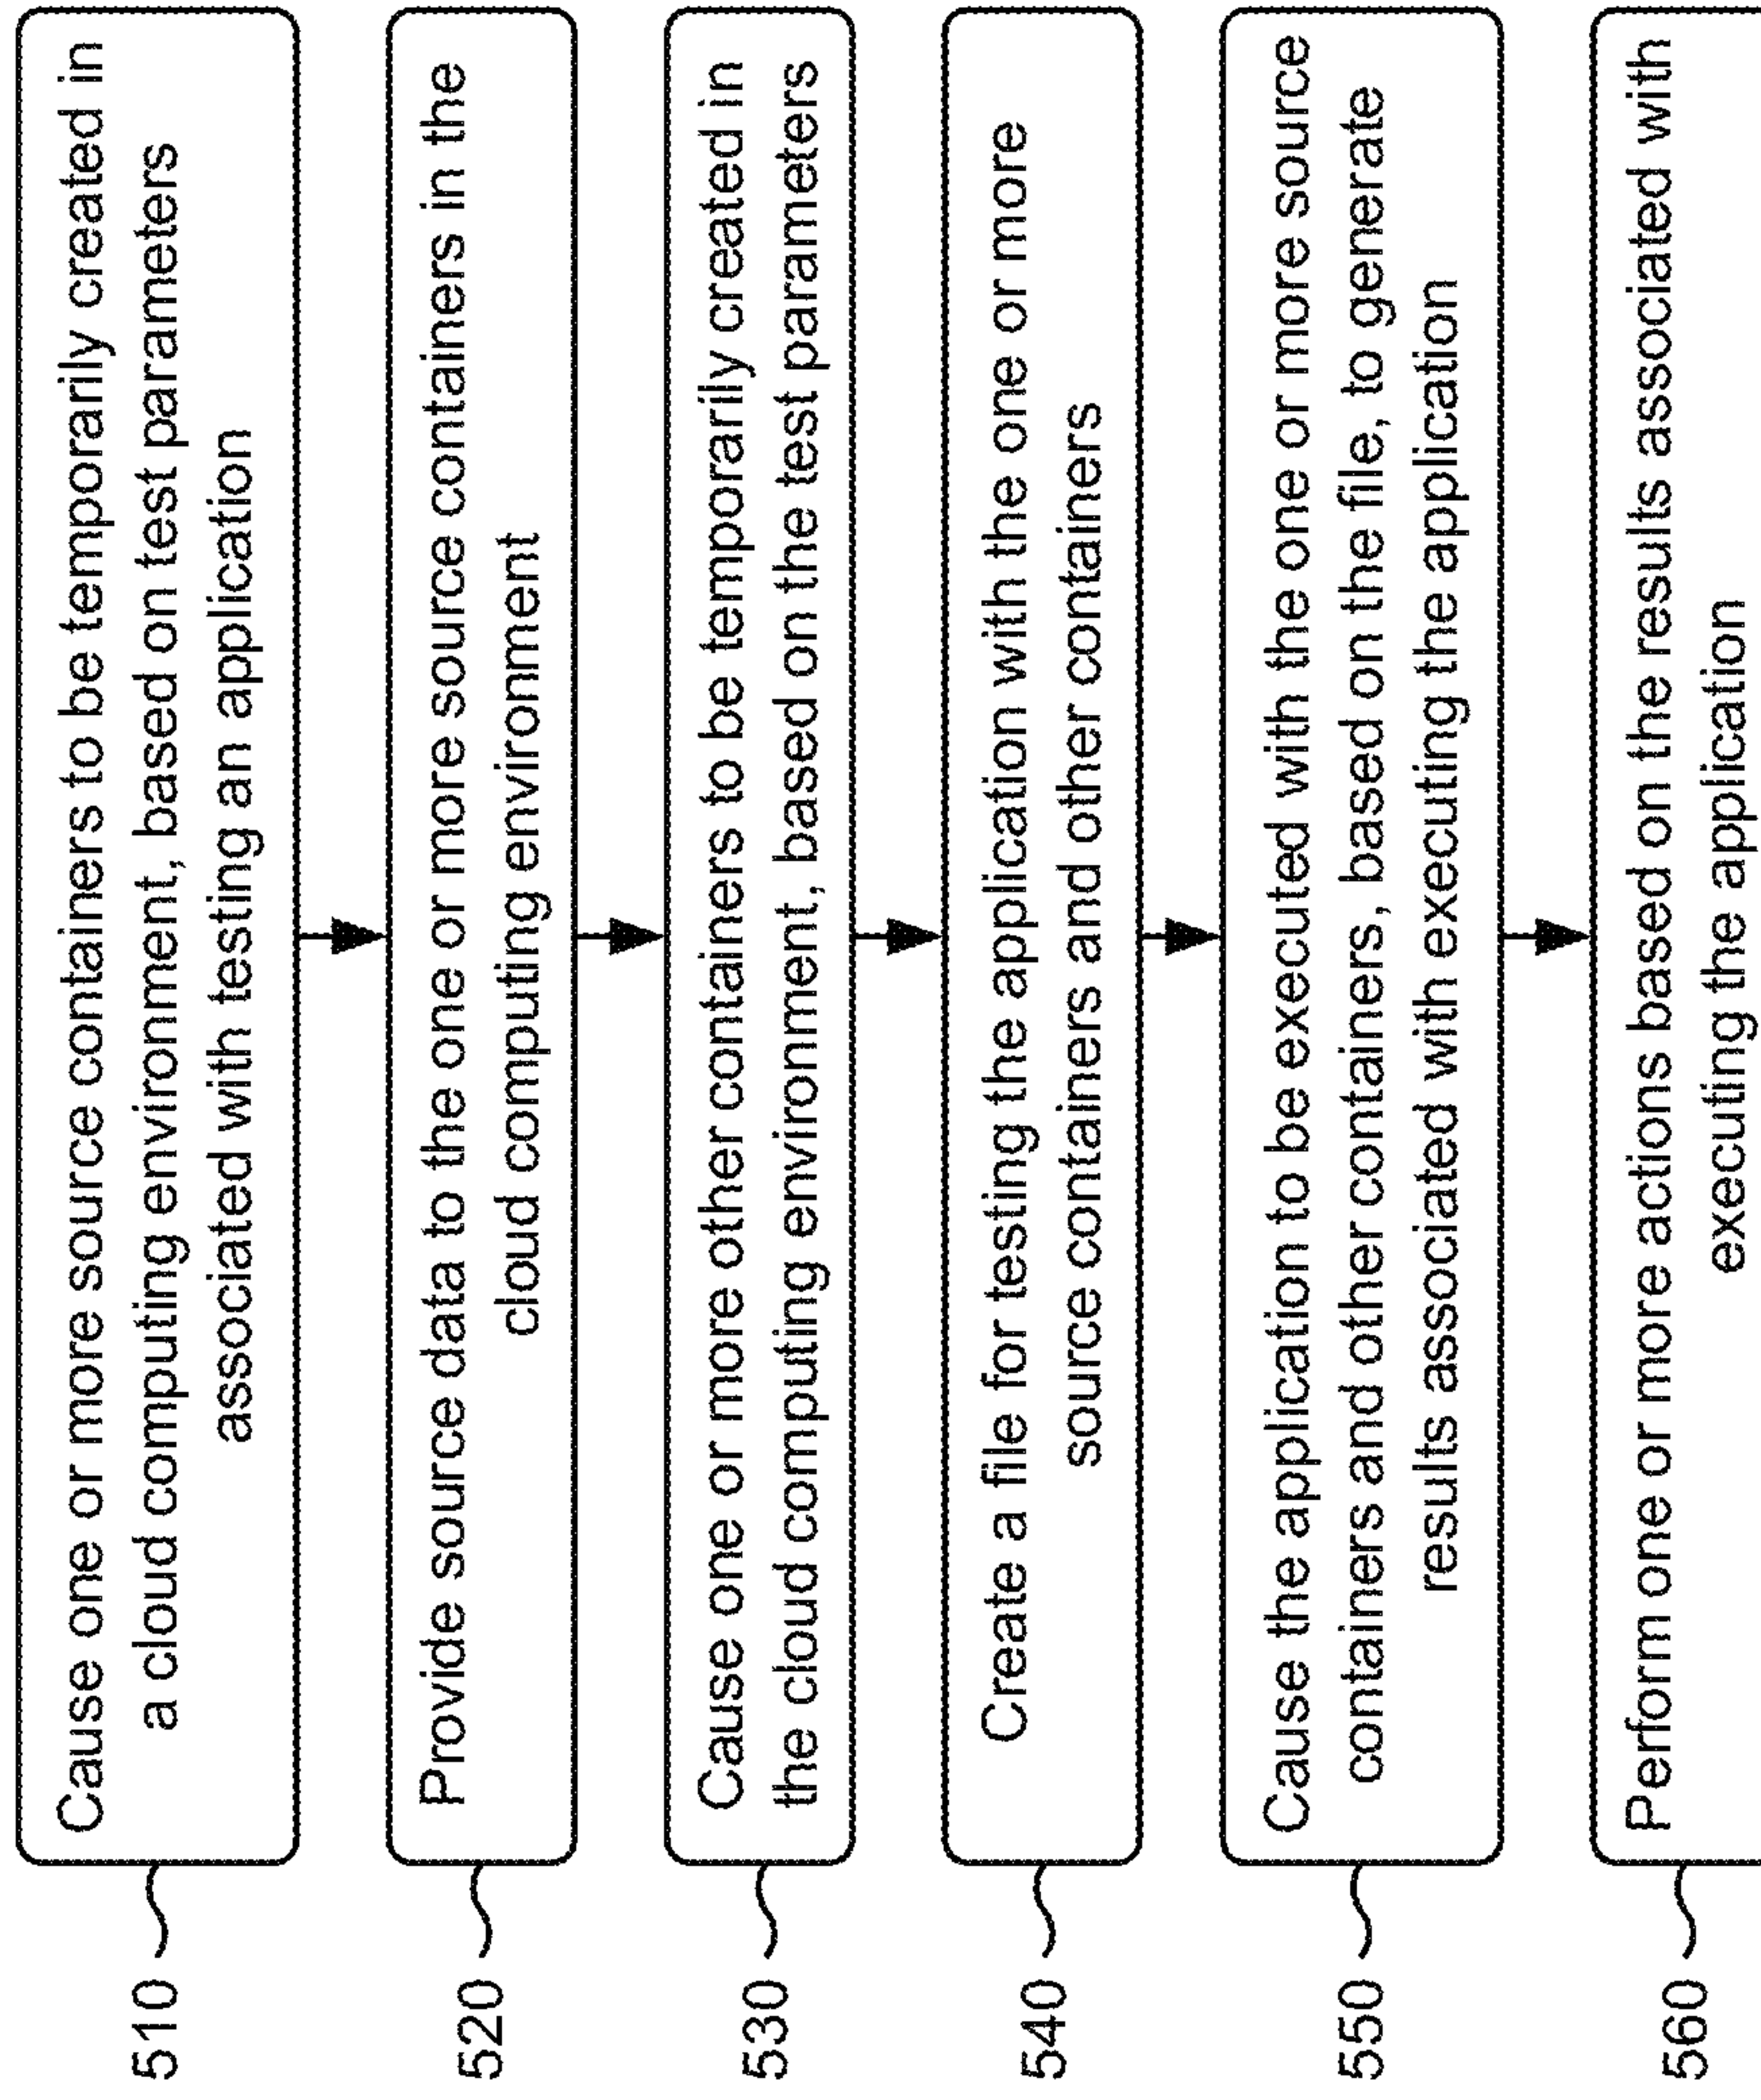 510
Cause one or more source containers to be temporarily created in
a cloud computing environment, based on test parameters
associated with testing an application
520
Provide source data to the one or more source containers in the
cloud computing environment
530
Cause one or more other containers to be temporarily created in
the cloud computing environment, based on the test parameters
540
Create a file for testing the application with the one or more
source containers and other containers
550
Cause the application to be executed with the one or more source
containers and other containers, based on the file, to generate
results associated with executing the application
560
Perform one or more actions based on the results associated with
executing the application